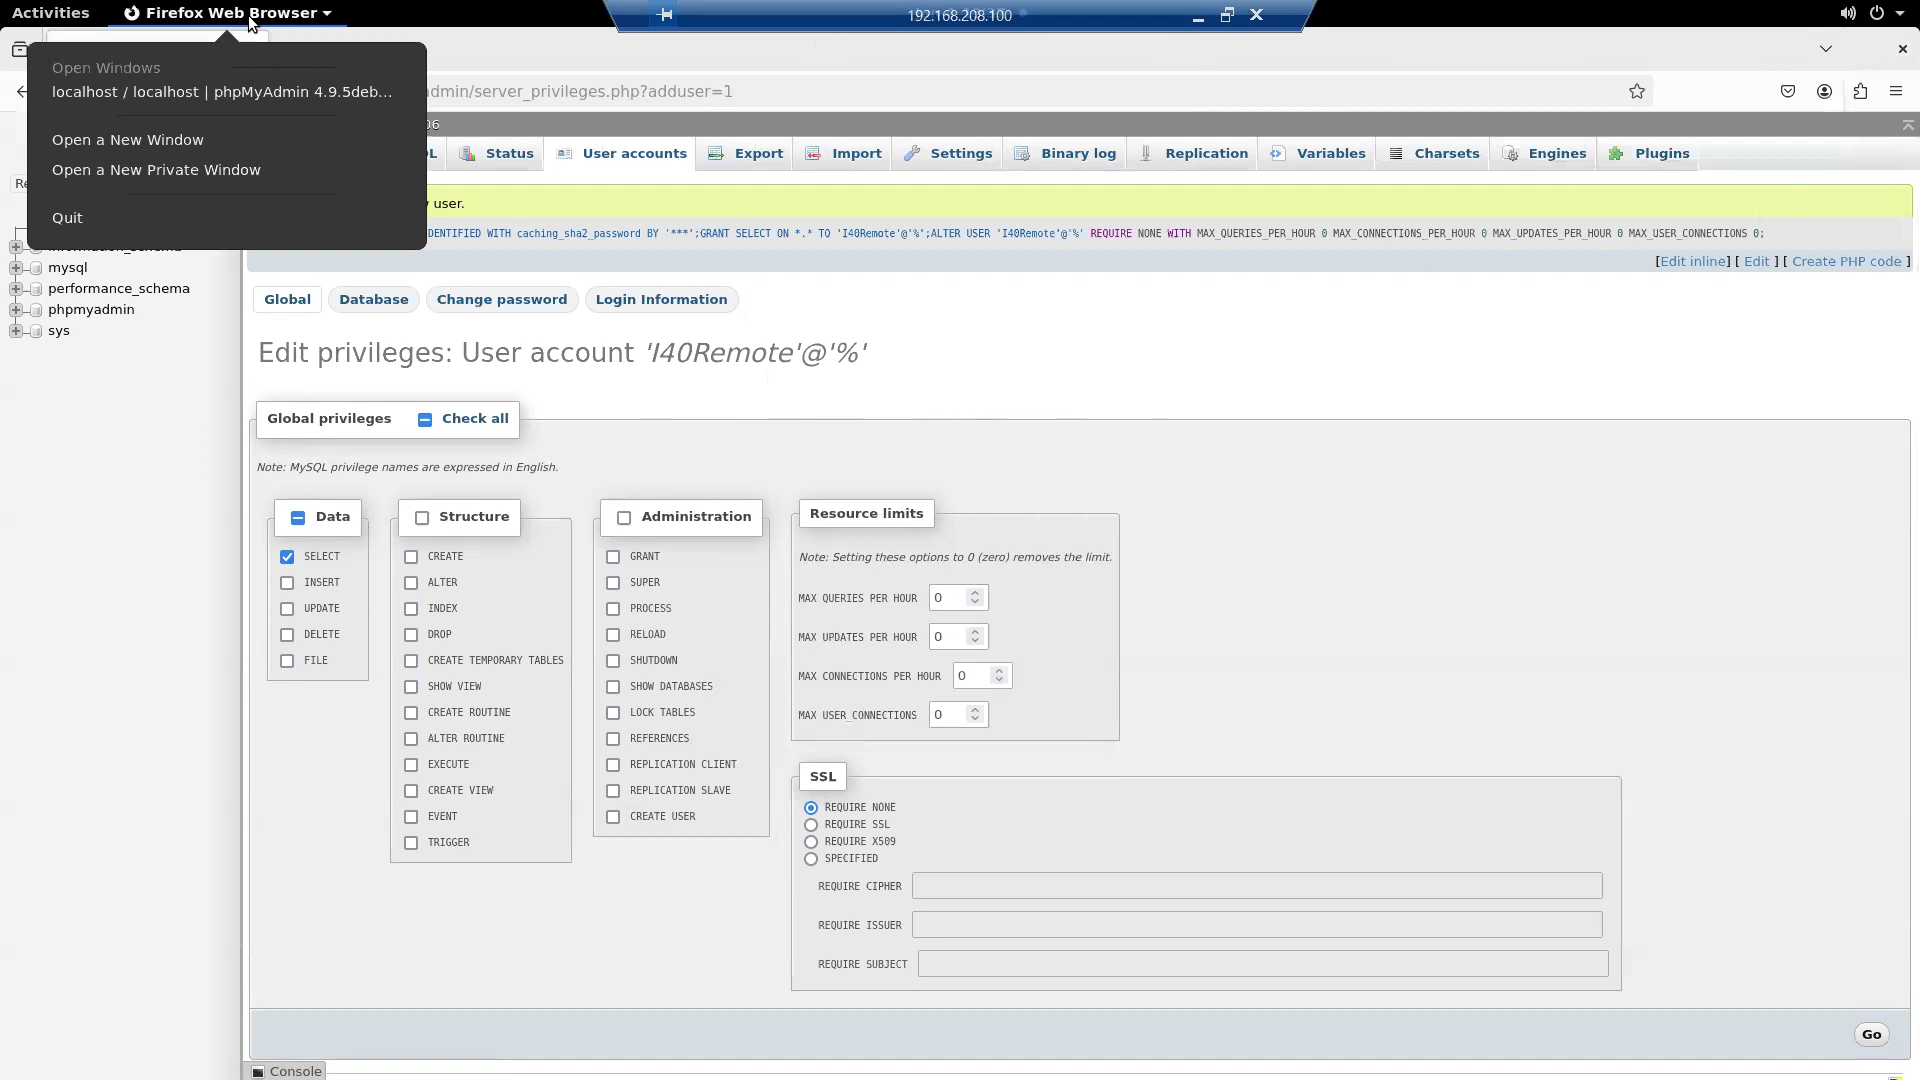 Activities
Firefox Web Browser
192.168.208.100
Open Windows
localhost / localhost | phpMyAdmin 4.9.5deb...
Open a New Window
Open a New Private Window
Quit
admin/server_privileges.php?adduser=1
06
L
Status
User accounts
Export
Import
Settings
Binary log
Replication
Variables
Charsets
Engines
Plugins
Re
user.
DENTIFIED WITH caching_sha2_password BY '***';GRANT SELECT ON *.* TO 'I40Remote'@'%';ALTER USER 'I40Remote'@'%' REQUIRE NONE WITH MAX_QUERIES_PER_HOUR 0 MAX_CONNECTIONS_PER_HOUR 0 MAX_UPDATES_PER_HOUR 0 MAX_USER_CONNECTIONS 0;
[Edit inline] [ Edit ] [ Create PHP code ]
mysql
performance_schema
phpmyadmin
sys
Global
Database
Change password
Login Information
Edit privileges: User account 'I40Remote'@'%'
Global privileges
Check all
Note: MySQL privilege names are expressed in English.
Data
SELECT
INSERT
UPDATE
DELETE
FILE
Structure
CREATE
ALTER
INDEX
DROP
CREATE TEMPORARY TABLES
SHOW VIEW
CREATE ROUTINE
ALTER ROUTINE
EXECUTE
CREATE VIEW
EVENT
TRIGGER
Administration
GRANT
SUPER
PROCESS
RELOAD
SHUTDOWN
SHOW DATABASES
LOCK TABLES
REFERENCES
REPLICATION CLIENT
REPLICATION SLAVE
CREATE USER
Resource limits
Note: Setting these options to 0 (zero) removes the limit.
MAX QUERIES PER HOUR 0
MAX UPDATES PER HOUR 0
MAX CONNECTIONS PER HOUR 0
MAX USER_CONNECTIONS 0
SSL
REQUIRE NONE
REQUIRE SSL
REQUIRE X509
SPECIFIED
REQUIRE CIPHER
REQUIRE ISSUER
REQUIRE SUBJECT
Go
Console